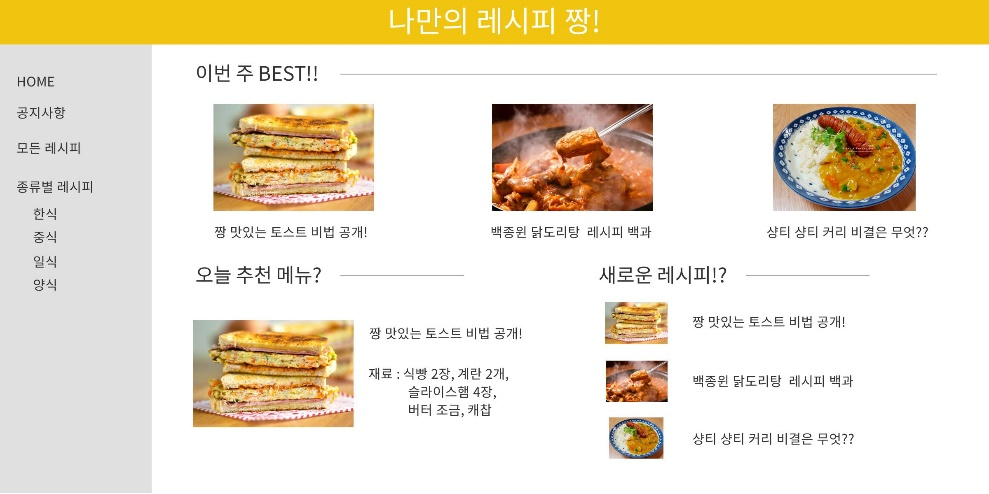 나만의 레시피 짱!
HOME
공지사항
모든 레시피
종류별 레시피
한식
중식
일식
양식
이번 주 BEST!!
짱 맛있는 토스트 비법 공개!
백종원 닭도리탕 레시피 백과
샹티 샹티 커리 비결은 무엇??
오늘 추천 메뉴?
짱 맛있는 토스트 비법 공개!
재료 : 식빵 2장, 계란 2개,
슬라이스햄 4장,
버터 조금, 캐찹
새로운 레시피!?
짱 맛있는 토스트 비법 공개!
백종원 닭도리탕 레시피 백과
샹티 샹티 커리 비결은 무엇??